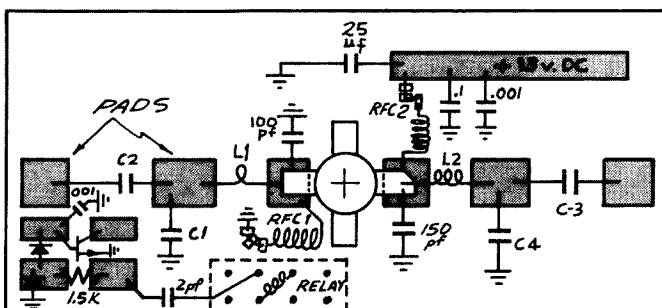 25
µf
+ 13 v. DC
PADS
100
pf
RFC2
.1
.001
C2
L1
L2
C-3
.001
RFC1
C1
150
pf
C4
1.5K
2pf
RELAY